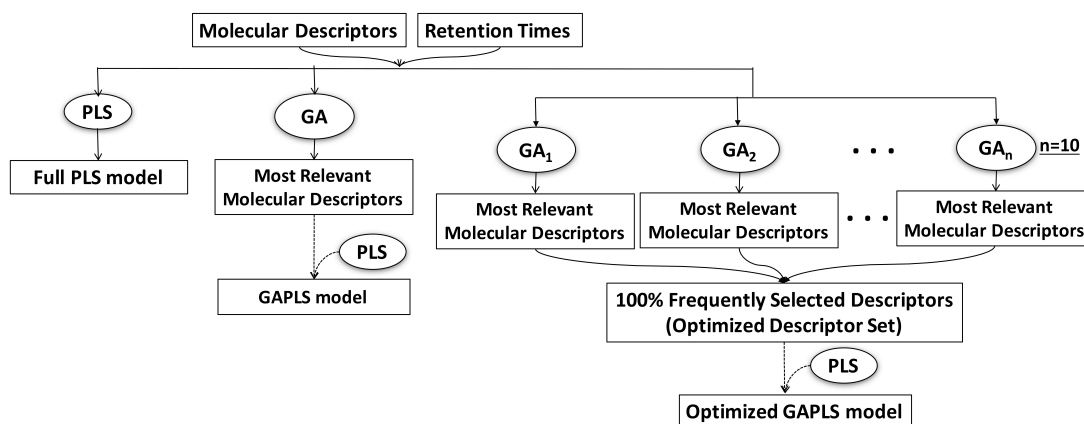 Molecular Descriptors
Retention Times
PLS
Full PLS model
GA
Most Relevant
Molecular Descriptors
PLS
GAPLS model
GA1
GA2
...
GAn
n=10
Most Relevant
Molecular Descriptors
Most Relevant
Molecular Descriptors
...
Most Relevant
Molecular Descriptors
100% Frequently Selected Descriptors
(Optimized Descriptor Set)
PLS
Optimized GAPLS model